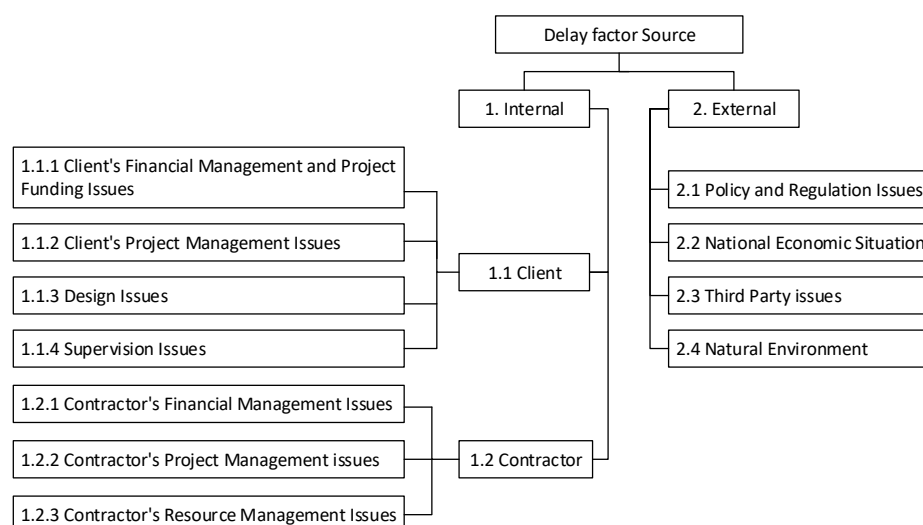 Delay factor Source
1. Internal
2. External
1.1.1 Client's Financial Management and Project
Funding Issues
1.1.2 Client's Project Management Issues
1.1.3 Design Issues
1.1.4 Supervision Issues
1.1 Client
1.2.1 Contractor's Financial Management Issues
1.2.2 Contractor's Project Management issues
1.2.3 Contractor's Resource Management Issues
1.2 Contractor
2.1 Policy and Regulation Issues
2.2 National Economic Situation
2.3 Third Party issues
2.4 Natural Environment